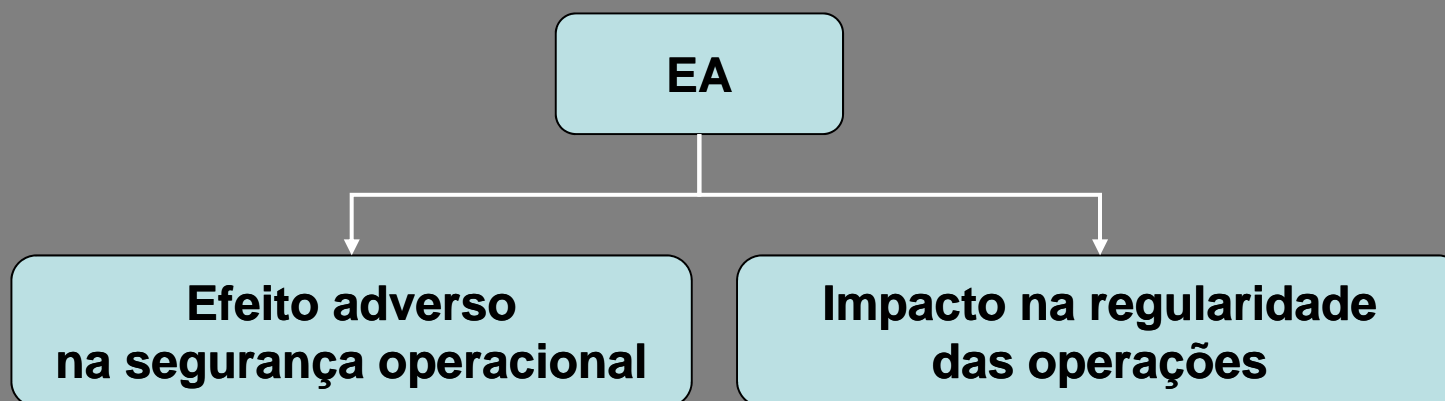 EA
Efeito adverso
na segurança operacional
Impacto na regularidade
das operações